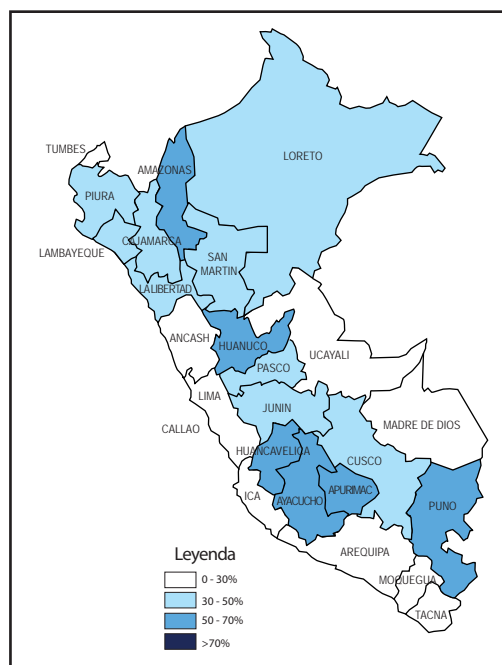 LORETO
TUMBES
AMAZONAS
PIURA
CAJAMARCA
LAMBAYEQUE
SAN
MARTIN
LA LIBERTAD
ANCASH
HUANUCO
UCAYALI
PASCO
LIMA
JUNIN
CALLAO
MADRE DE DIOS
HUANCAVELICA
CUSCO
ICA
AYACUCHO
APURIMAC
PUNO
AREQUIPA
MOQUEGUA
TACNA
Leyenda
0 - 30%
30 - 50%
50 - 70%
>70%